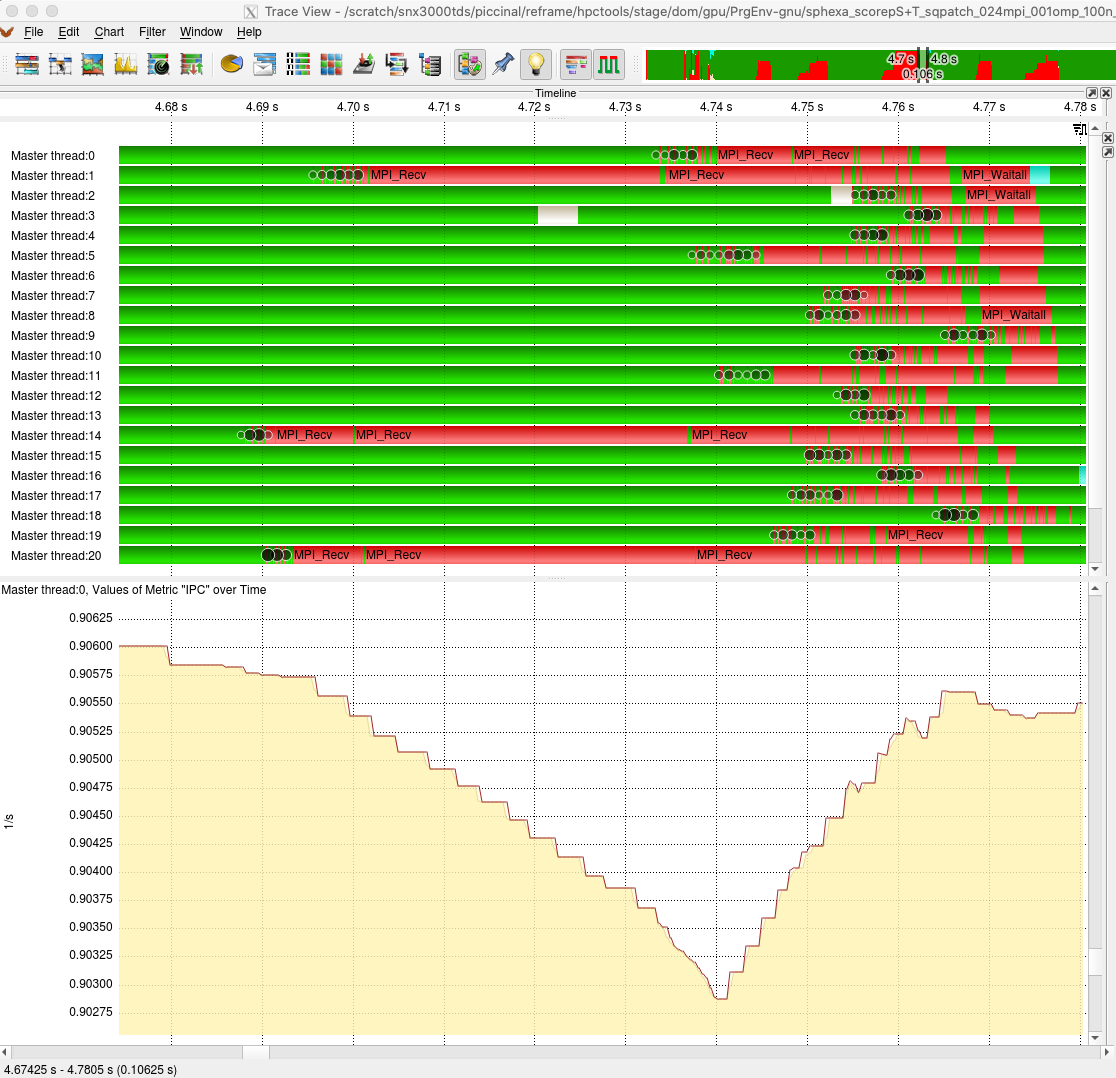 Trace View - /scratch/snx3000tds/piccinal/reframe/hpctools/stage/dom/gpu/PrgEnv-gnu/sphexa_scorepS+T_sqpatch_024mpi_001omp_100n
File Edit Chart Filter Window Help
4.7 s 4.8 s
0.106 s
Timeline
4.68 s 4.69 s 4.70 s 4.71 s 4.72 s 4.73 s 4.74 s 4.75 s 4.76 s 4.77 s 4.78 s
Master thread:0 MPI_Recv MPI_Recv
Master thread:1 MPI_Recv MPI_Recv MPI_Waitall
Master thread:2 MPI_Waitall
Master thread:3
Master thread:4
Master thread:5
Master thread:6
Master thread:7
Master thread:8 MPI_Waitall
Master thread:9
Master thread:10
Master thread:11
Master thread:12
Master thread:13
Master thread:14 MPI_Recv MPI_Recv MPI_Recv
Master thread:15
Master thread:16
Master thread:17
Master thread:18
Master thread:19 MPI_Recv
Master thread:20 MPI_Recv MPI_Recv MPI_Recv
Master thread:0, Values of Metric "IPC" over Time
0.90625
0.90600
0.90575
0.90550
0.90525
0.90500
0.90475
0.90450
0.90425
0.90400
0.90375
0.90350
0.90325
0.90300
0.90275
1/s
4.67425 s - 4.7805 s (0.10625 s)